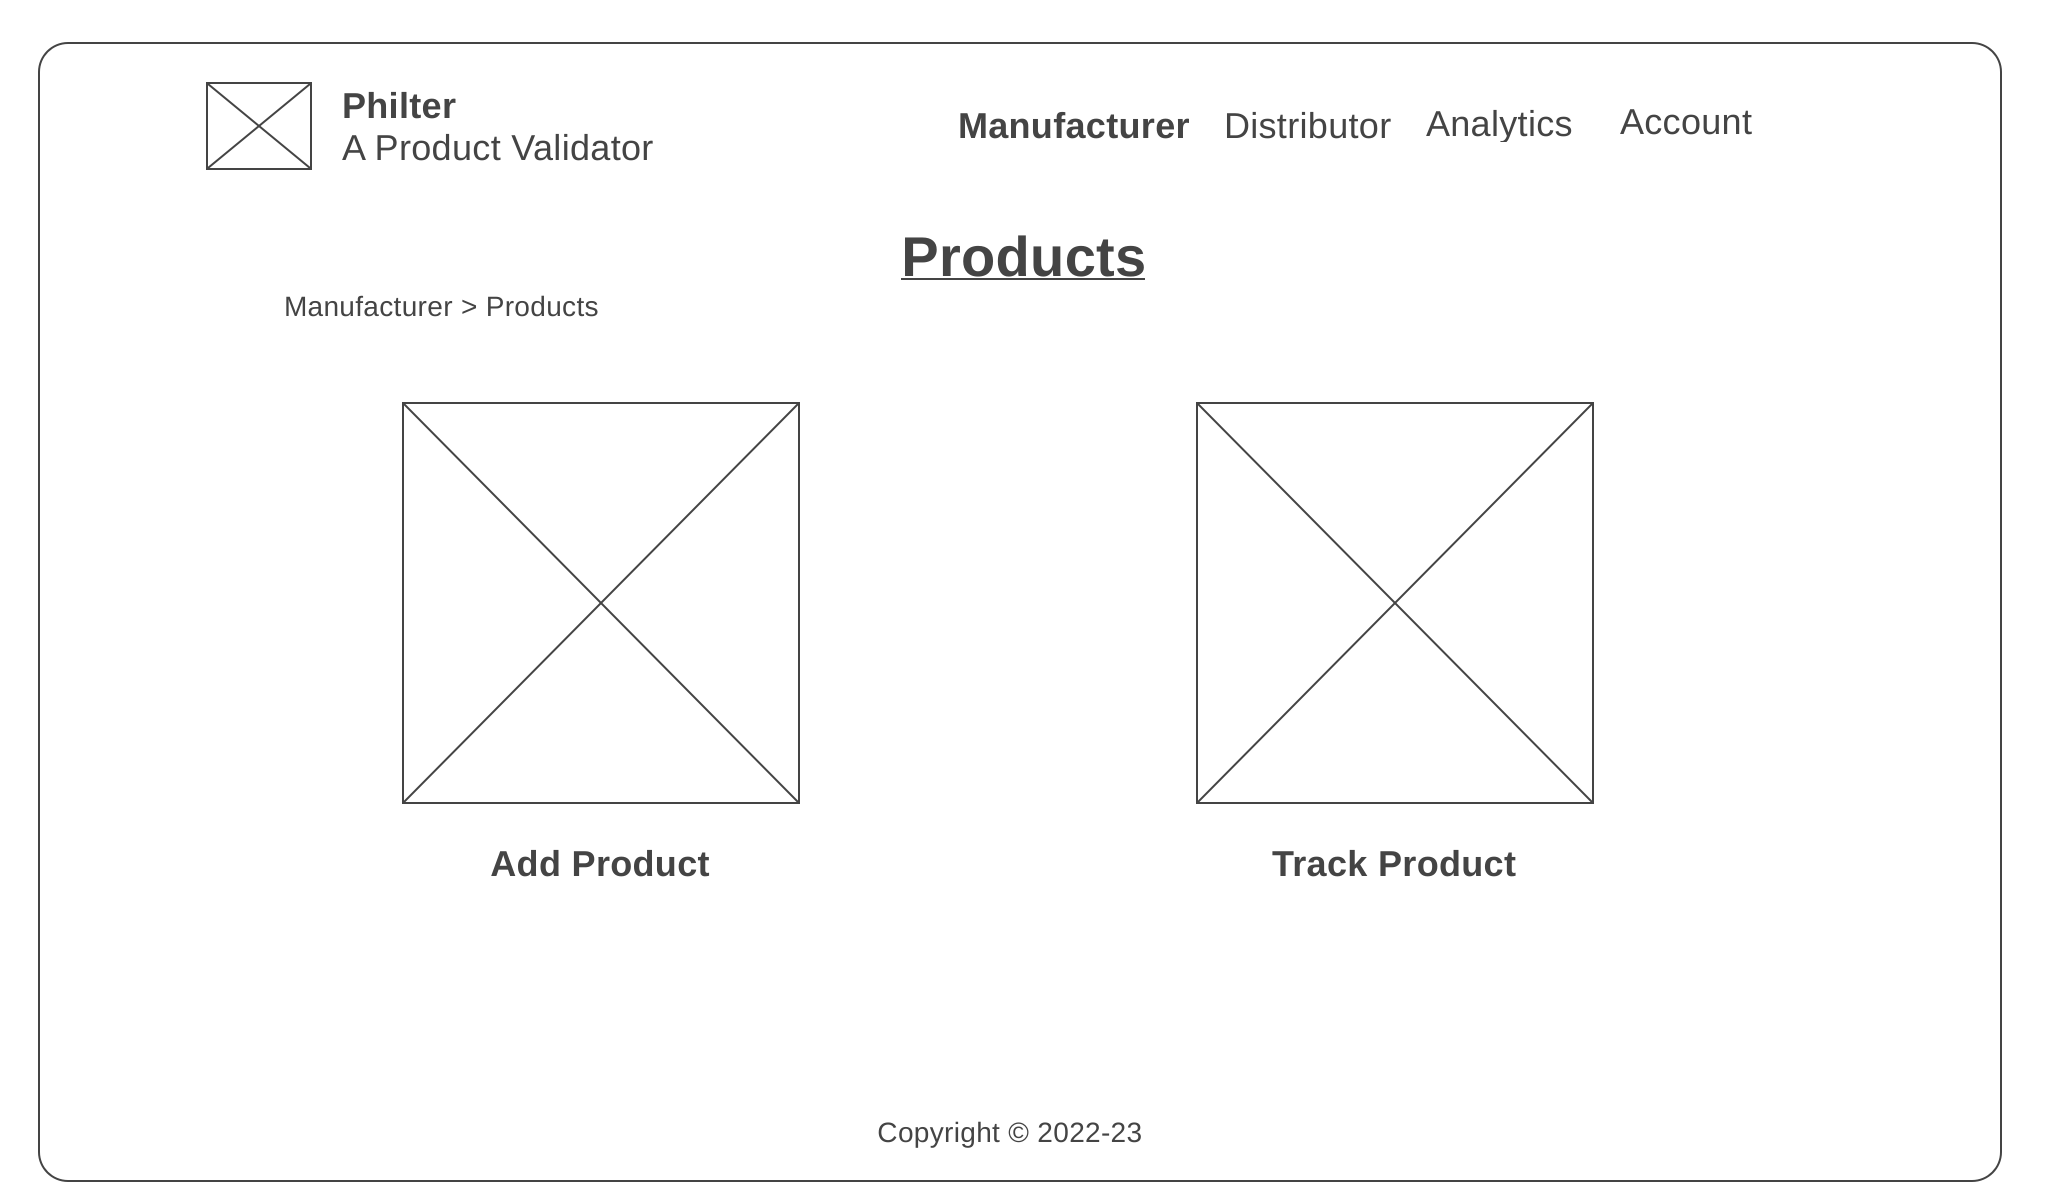 Philter
A Product Validator
Manufacturer Distributor Analytics Account
Products
Manufacturer > Products
Add Product
Track Product
Copyright © 2022-23